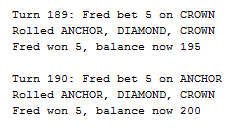 Turn 189: Fred bet 5 on CROWN
Rolled ANCHOR, DIAMOND, CROWN
Fred won 5, balance now 195
Turn 190: Fred bet 5 on ANCHOR
Rolled ANCHOR, DIAMOND, CROWN
Fred won 5, balance now 200